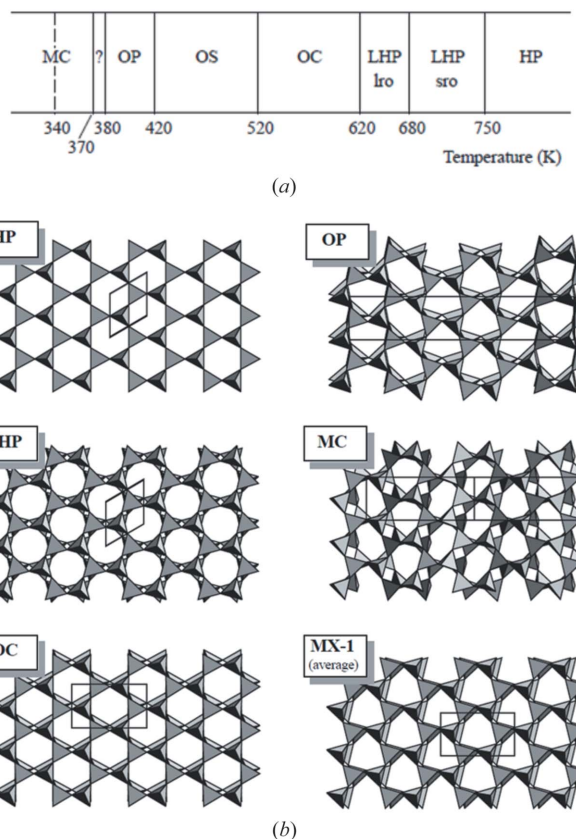 MC ? OP OS OC LHP LHP HP
lro sro
340 380 420 520 620 680 750
370
Temperature (K)
(a)
HP OP
HP MC
OC MX-1
(average)
(b)